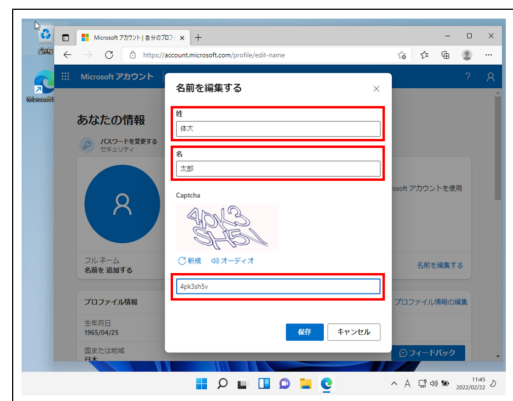 Microsoft アカウント | 自分のプロフ
https://account.microsoft.com/profile/edit-name
Microsoft アカウント
?
名前を編集する
あなたの情報
姓
体大
パスワードを変更する
セキュリティ
名
太郎
osoft アカウントを使用
Captcha
4PK3
SH5V
新規 オーディオ
フル ネーム
名前を 追加する
名前を編集する
4pk3sh5v
プロファイル情報
プロファイル情報の編集
生年月日
1965/04/25
保存 キャンセル
国または地域
日本
フィードバック
A
11:45
2022/02/22